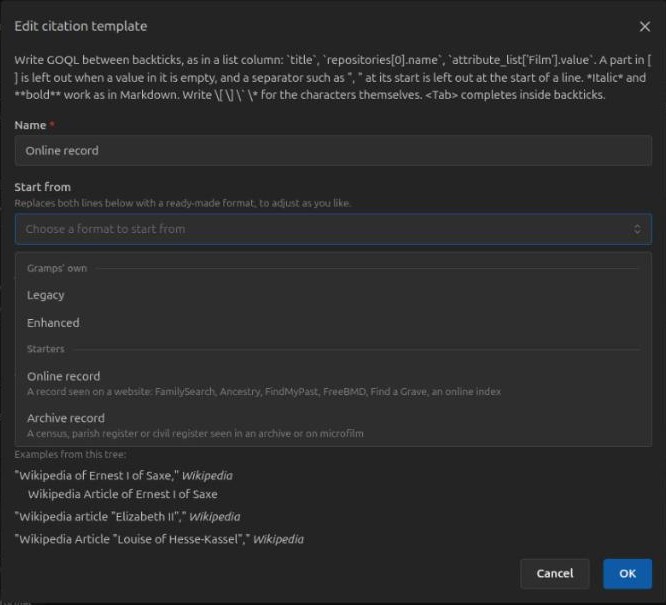 Edit citation template
Write GOQL between backticks, as in a list column: `title`, `repositories[0].name`, `attribute_list['Film'].value`. A part in [
] is left out when a value in it is empty, and a separator such as ", " at its start is left out at the start of a line. *Italic* and
**bold** work as in Markdown. Write \[ \] \` \* for the characters themselves. <Tab> completes inside backticks.
Name *
Online record
Start from
Replaces both lines below with a ready-made format, to adjust as you like.
Choose a format to start from
Gramps' own
Legacy
Enhanced
Starters
Online record
A record seen on a website: FamilySearch, Ancestry, FindMyPast, FreeBMD, Find a Grave, an online index
Archive record
A census, parish register or civil register seen in an archive or on microfilm
Examples from this tree:
"Wikipedia of Ernest I of Saxe," Wikipedia
Wikipedia Article of Ernest I of Saxe
"Wikipedia article "Elizabeth II"," Wikipedia
"Wikipedia Article "Louise of Hesse-Kassel"," Wikipedia
Cancel
OK